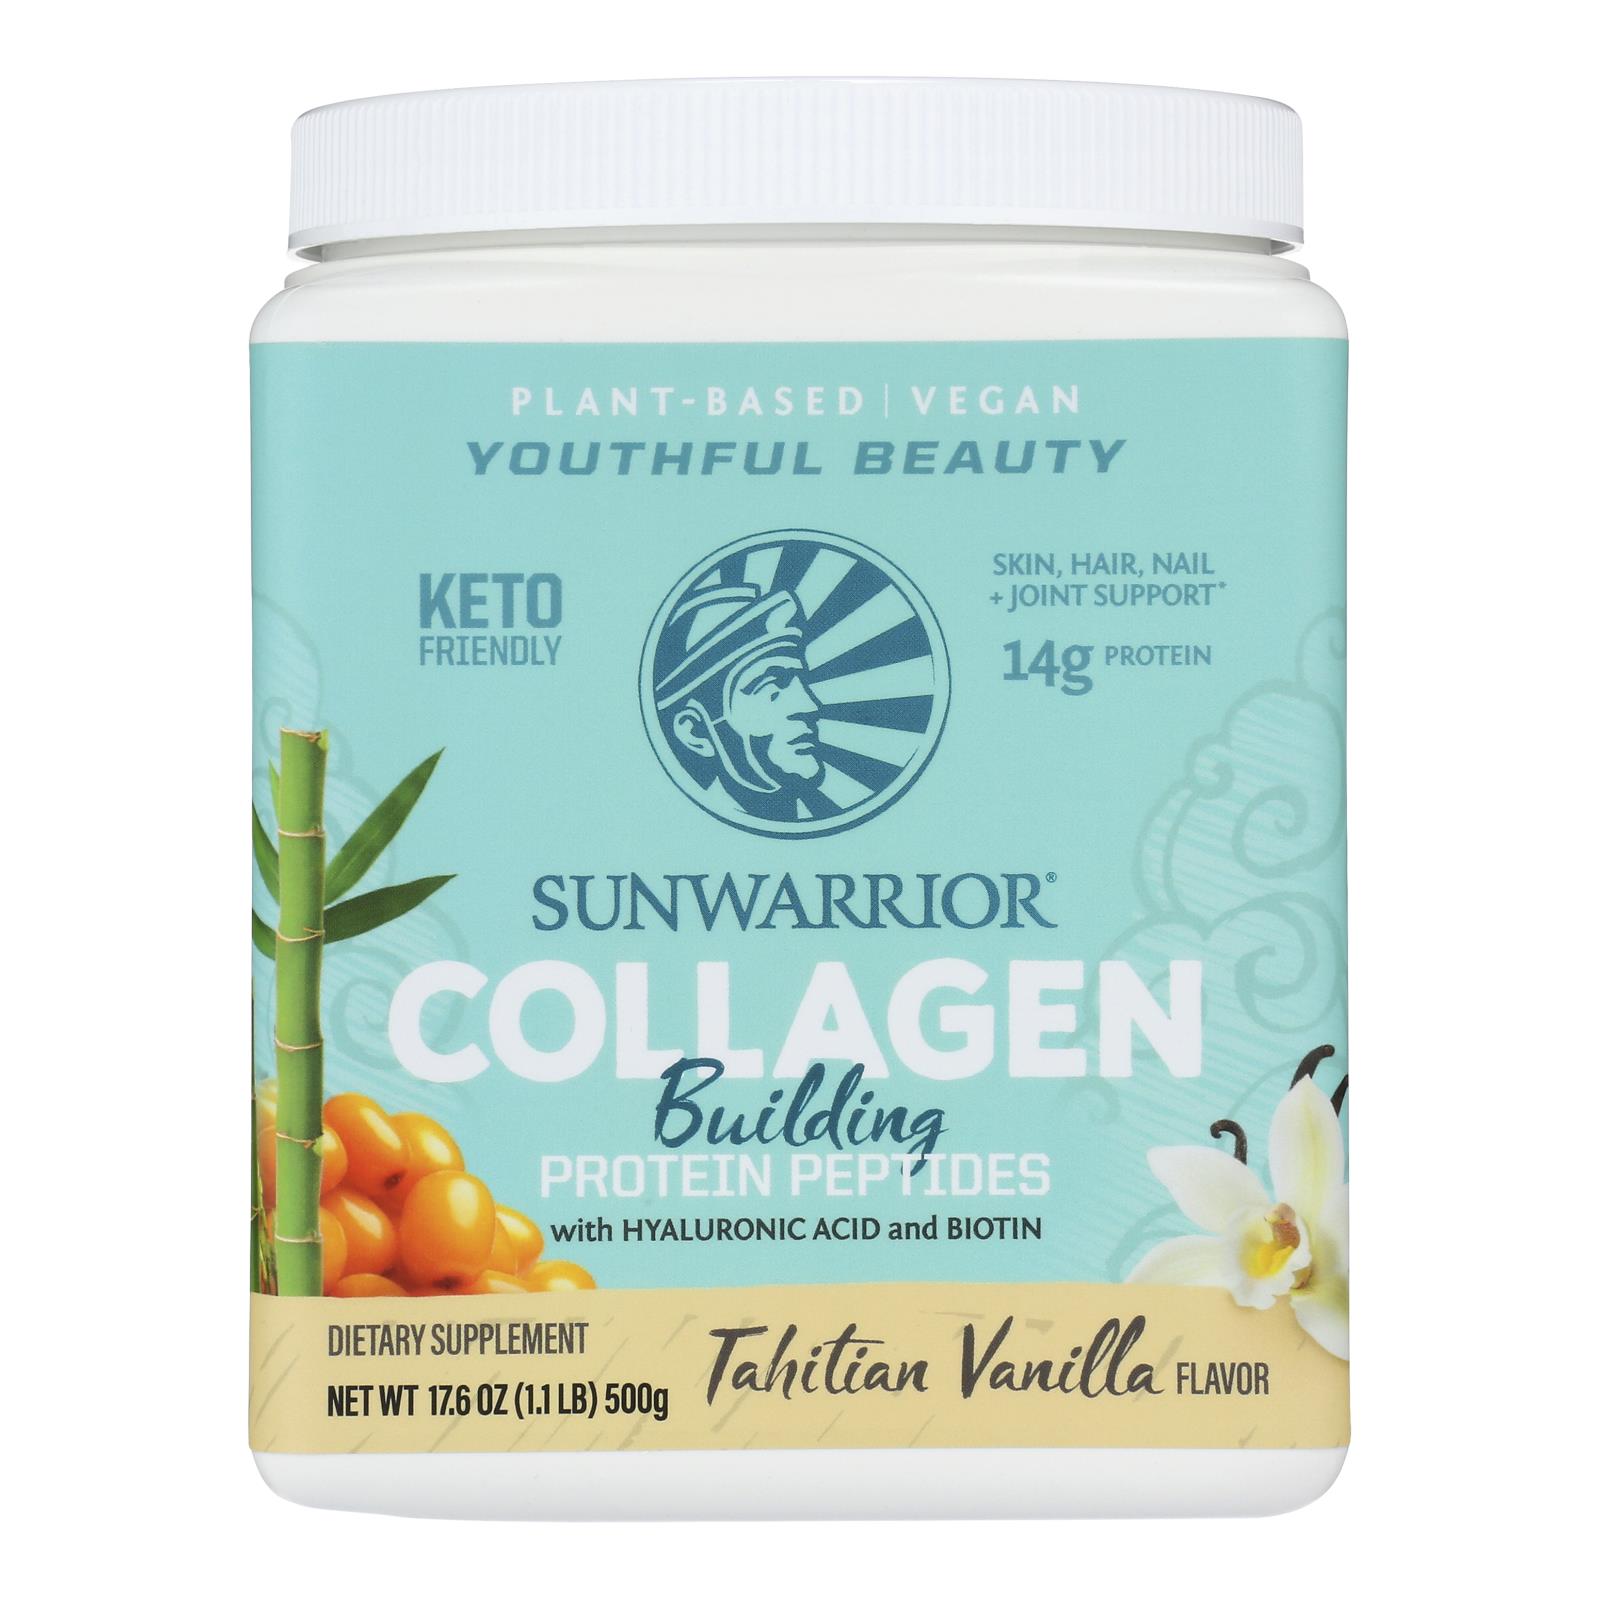 PLANT-BASED | VEGAN
YOUTHFUL BEAUTY
KETO
FRIENDLY
SKIN, HAIR, NAIL
+ JOINT SUPPORT*
14g PROTEIN
SUNWARRIOR®
COLLAGEN
Building
PROTEIN PEPTIDES
with HYALURONIC ACID and BIOTIN
DIETARY SUPPLEMENT
NET WT 17.6 OZ (1.1 LB) 500g
Tahitian Vanilla FLAVOR